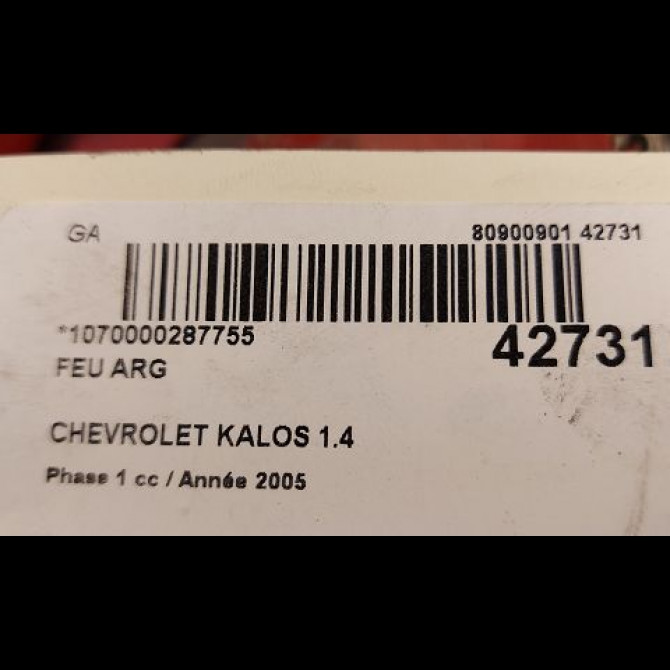 GA 80900901 42731
*1070000287755 42731
FEU ARG
CHEVROLET KALOS 1.4
Phase 1 cc / Année 2005